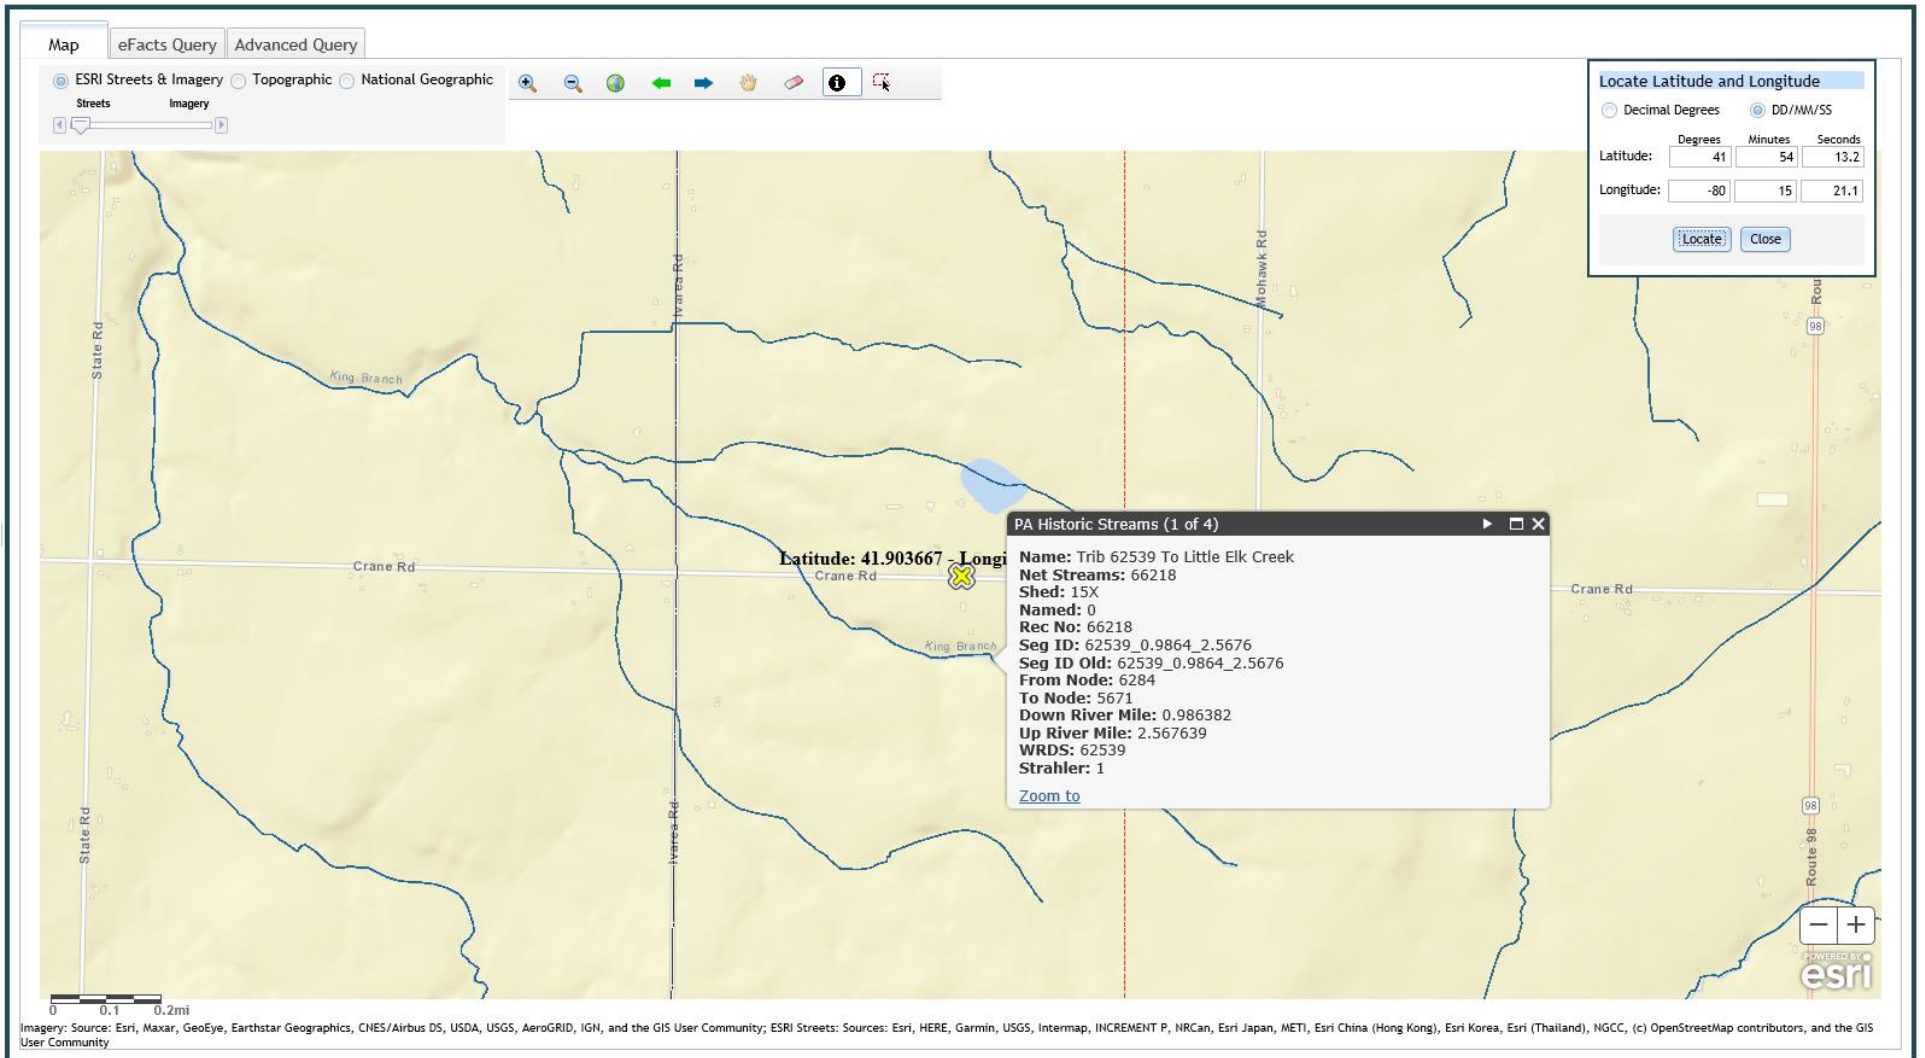 Map
eFacts Query
Advanced Query
ESRI Streets & Imagery
Topographic
National Geographic
Streets
Imagery
Locate Latitude and Longitude
Decimal Degrees
DD/MM/SS
Degrees Minutes Seconds
Latitude: 41 54 13.2
Longitude: -80 15 21.1
Locate
Close
State Rd
Ivarea Rd
Mohawk Rd
Rou
98
King Branch
PA Historic Streams (1 of 4)
Name: Trib 62539 To Little Elk Creek
Net Streams: 66218
Shed: 15X
Named: 0
Rec No: 66218
Seg ID: 62539_0.9864_2.5676
Seg ID Old: 62539_0.9864_2.5676
From Node: 6284
To Node: 5671
Down River Mile: 0.986382
Up River Mile: 2.567639
WRDS: 62539
Strahler: 1
Zoom to
Latitude: 41.903667 - Longi
Crane Rd
Crane Rd
Crane Rd
King Branch
State Rd
Ivarea Rd
98
Route 98
POWERED BY
esri
0 0.1 0.2mi
Imagery: Source: Esri, Maxar, GeoEye, Earthstar Geographics, CNES/Airbus DS, USDA, USGS, AeroGRID, IGN, and the GIS User Community; ESRI Streets: Sources: Esri, HERE, Garmin, USGS, Intermap, INCREMENT P, NRCan, Esri Japan, METI, Esri China (Hong Kong), Esri Korea, Esri (Thailand), NGCC, (c) OpenStreetMap contributors, and the GIS
User Community